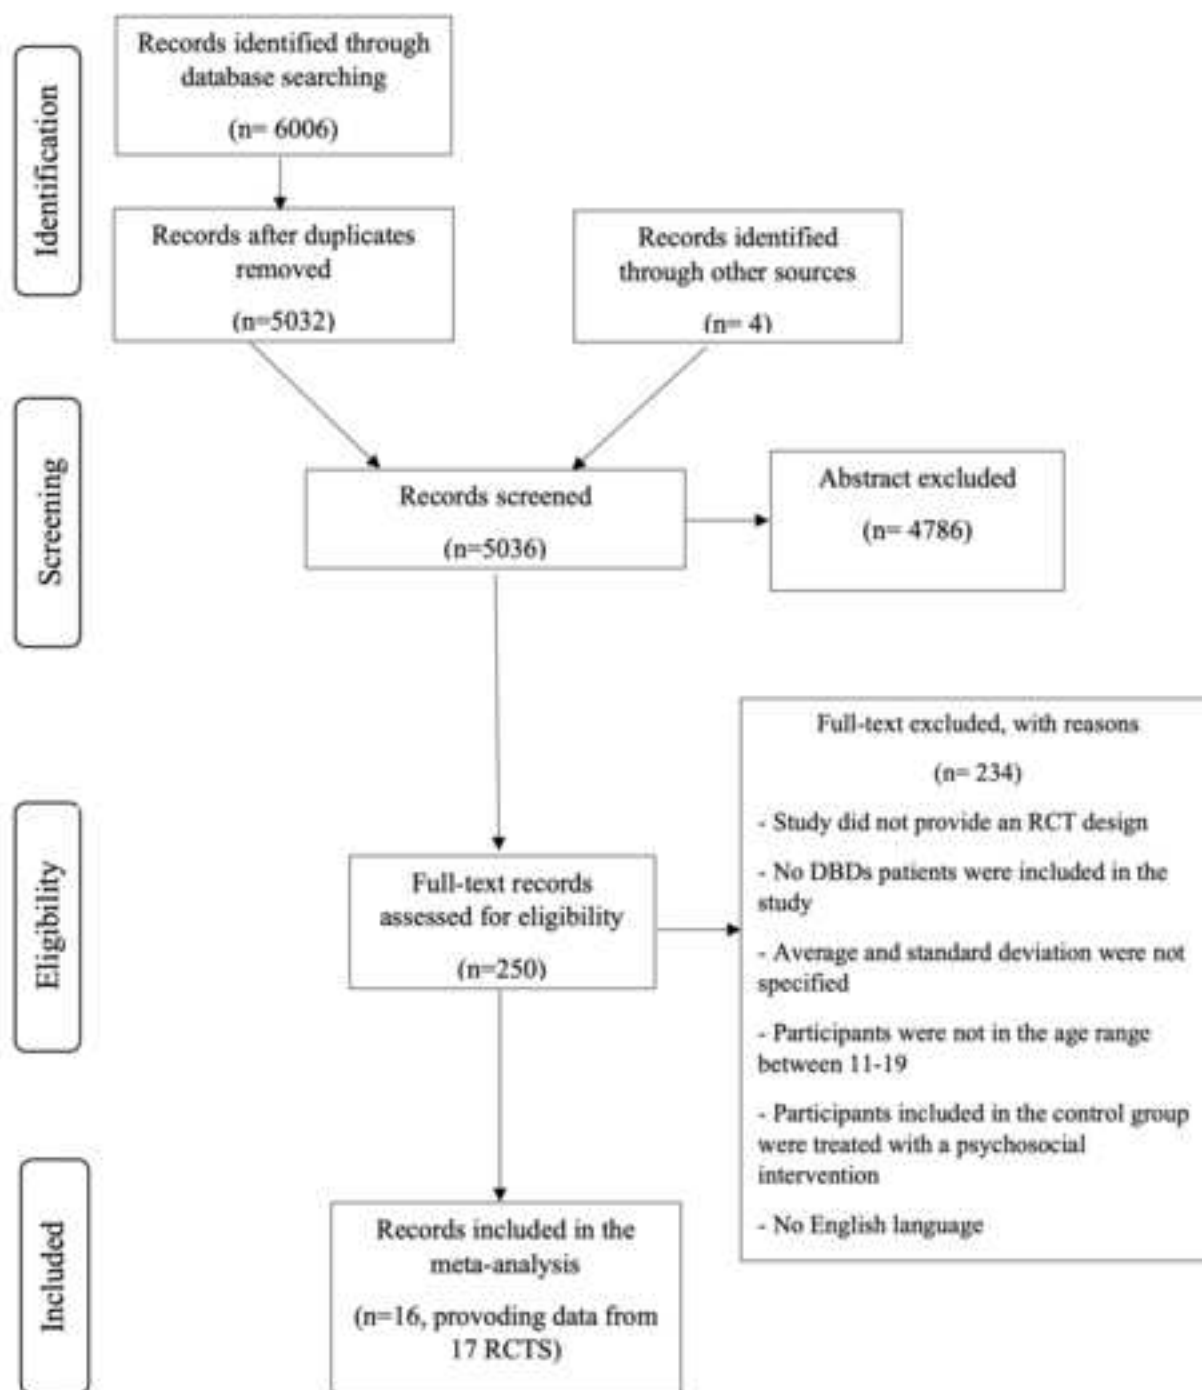 Identification
Records identified through
database searching
(n= 6006)
Records after duplicates
removed
(n=5032)
Records identified
through other sources
(n= 4)
Screening
Records screened
(n=5036)
Abstract excluded
(n= 4786)
Eligibility
Full-text records
assessed for eligibility
(n=250)
Full-text excluded, with reasons
(n= 234)
- Study did not provide an RCT design
- No DBDs patients were included in the
study
- Average and standard deviation were not
specified
- Participants were not in the age range
between 11-19
- Participants included in the control group
were treated with a psychosocial
intervention
- No English language
Included
Records included in the
meta-analysis
(n=16, provoding data from
17 RCTS)